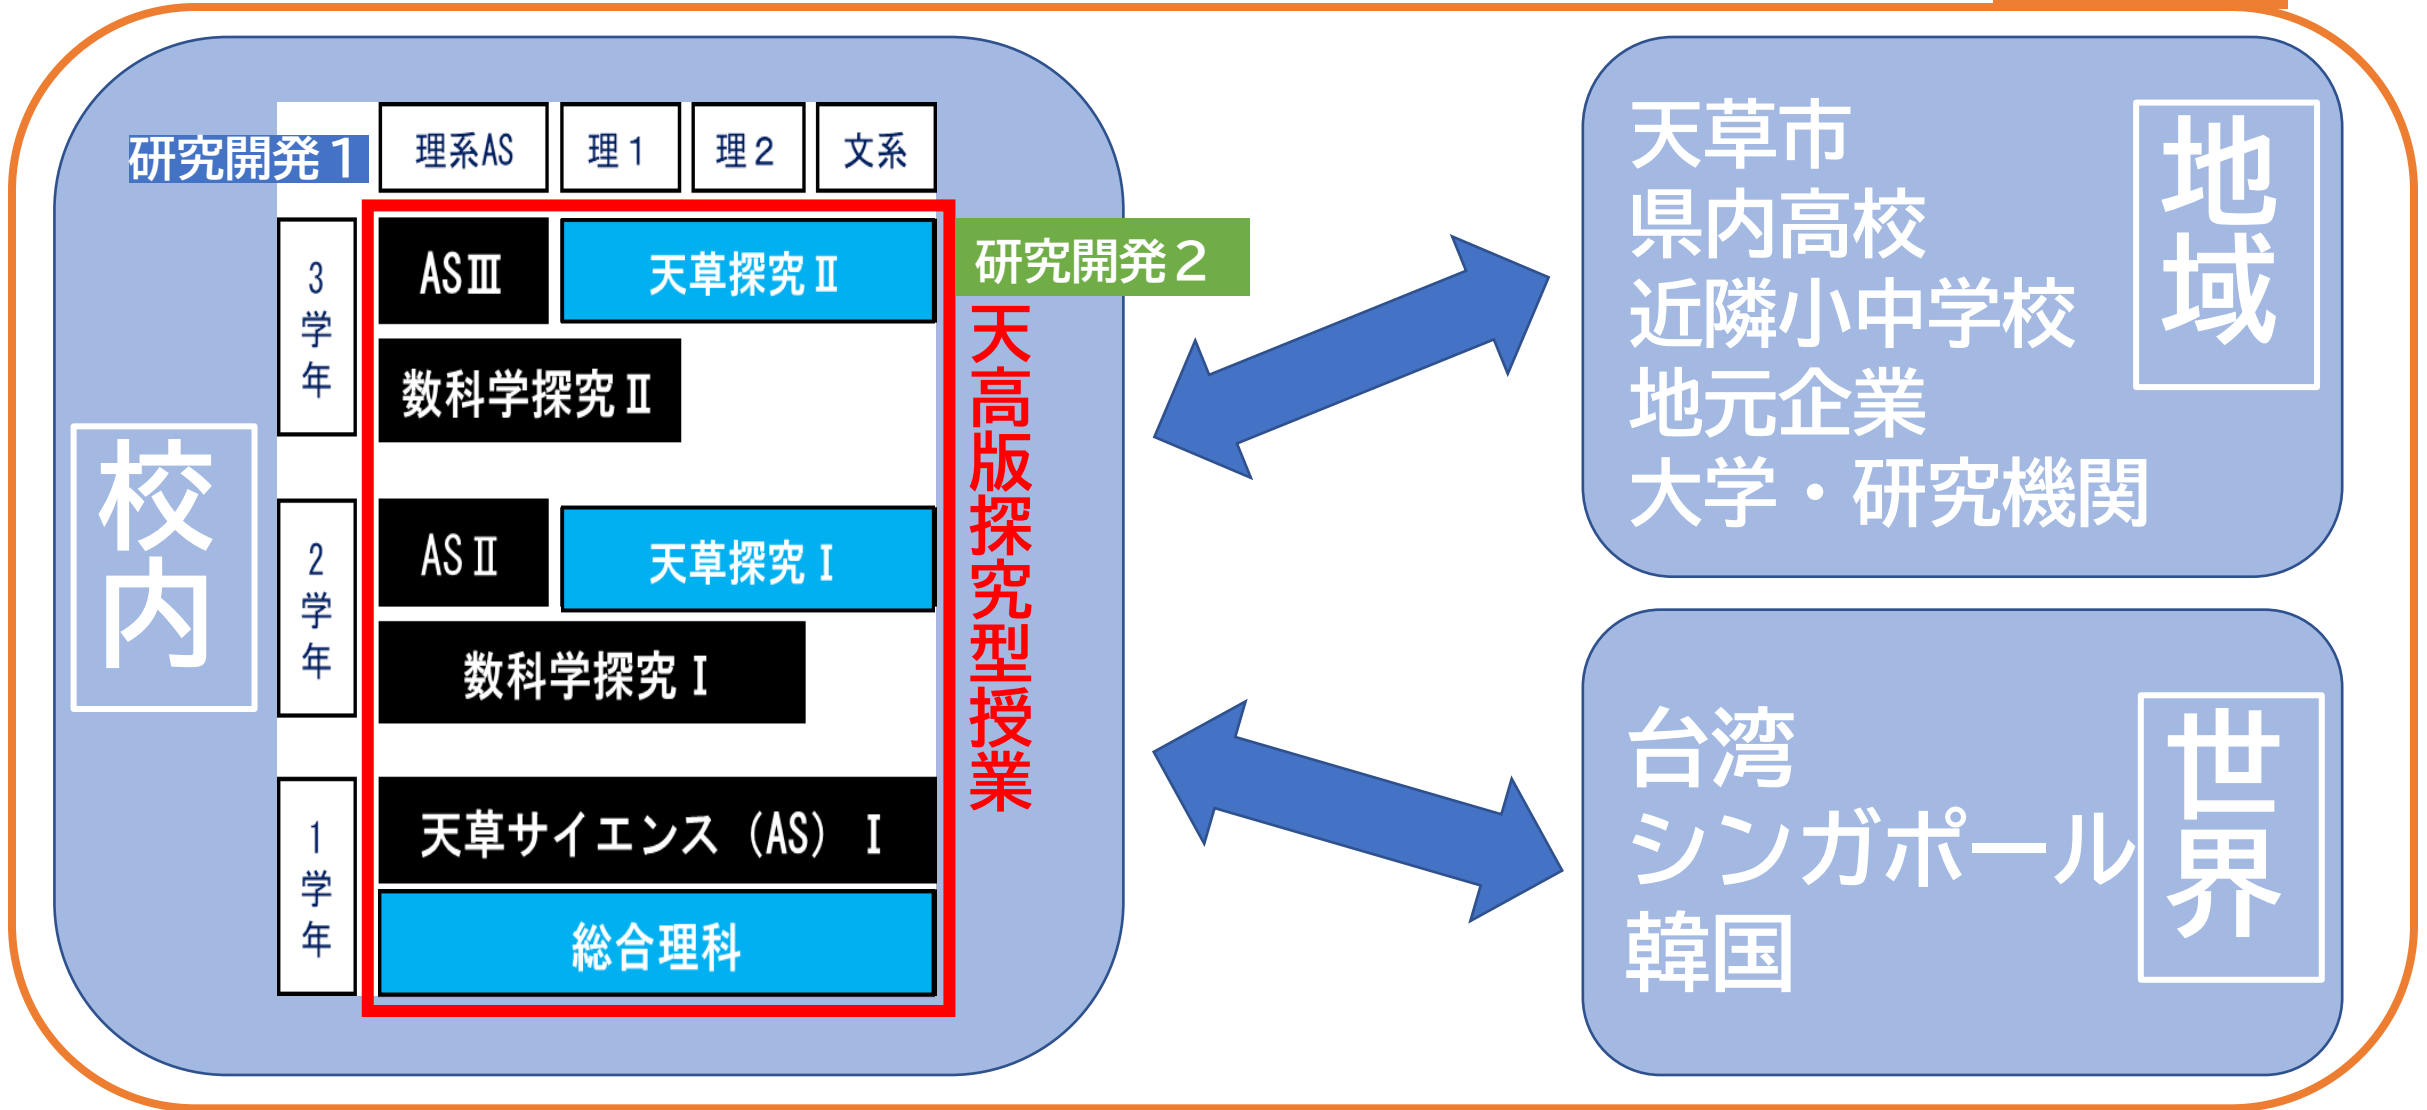 研究開発１
理系AS
理１
理２
文系
3学年
ASⅢ
天草探究Ⅱ
数科学探究Ⅱ
2学年
ASⅡ
天草探究Ⅰ
数科学探究Ⅰ
1学年
天草サイエンス（AS）Ⅰ
総合理科
校内
研究開発２
天高版探究型授業
天草市
県内高校
近隣小中学校
地元企業
大学・研究機関
地域
台湾
シンガポール
韓国
世界